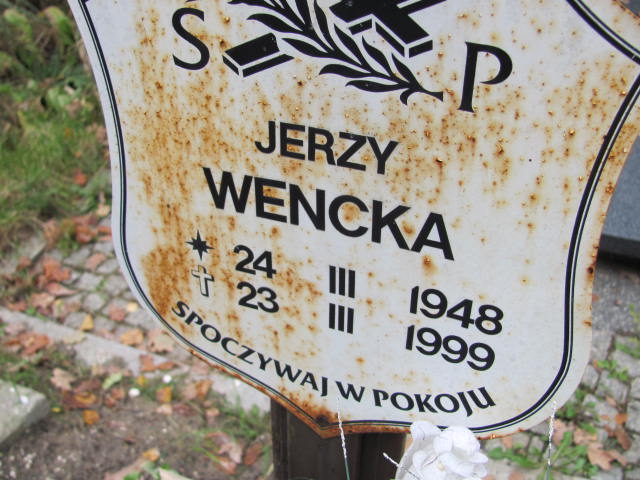 S P
JERZY
WENCKA
24 III 1948
23 III 1999
SPOCZYWAJ W POKOJU